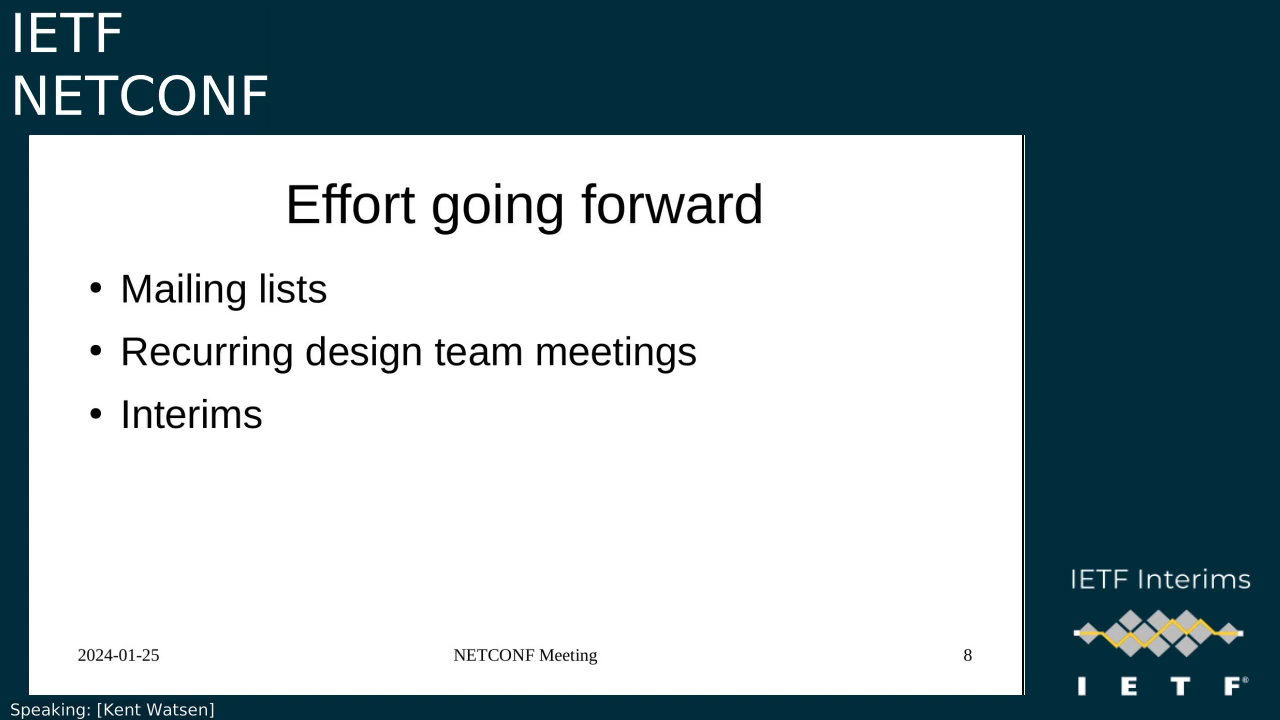 IETF
NETCONF
Effort going forward
• Mailing lists
• Recurring design team meetings
• Interims
2024-01-25 NETCONF Meeting 8
IETF Interims
I E T F®
Speaking: [Kent Watsen]